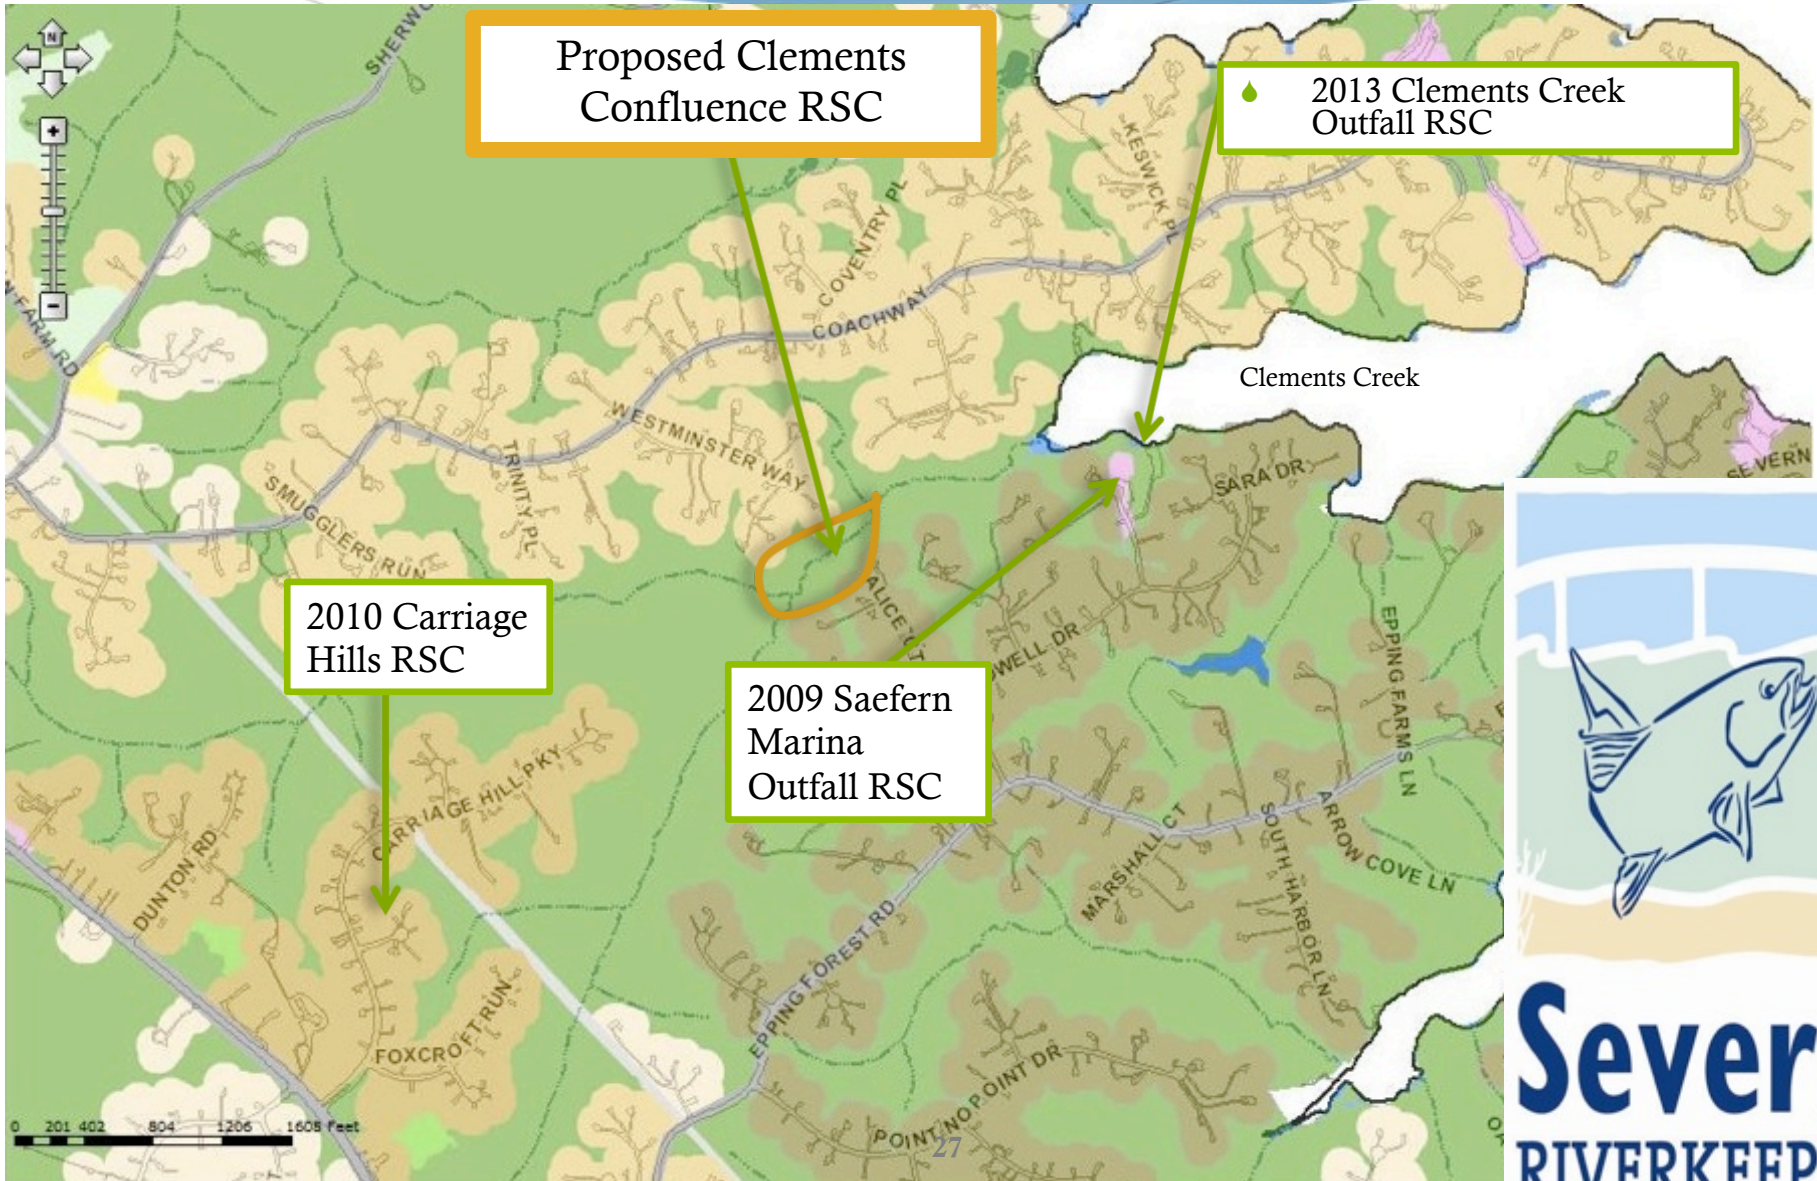 SHERWO
N
Proposed Clements
Confluence RSC
2013 Clements Creek
Outfall RSC
+
-
N FARM RD
KESWICK PL
COVENTRY PL
COACHWAY
Clements Creek
WESTMINSTER WAY
TRINITY PL
SMUGGLERS RUN
SARA DR
SEVERN
2010 Carriage
Hills RSC
ALICE CT
OWELL DR
EPPING FARMS LN
2009 Saefern
Marina
Outfall RSC
CARRIAGE HILL PKY
DUNTON RD
MARSHALL CT
SOUTH HARBOR LN
ARROW COVE LN
EPPING FOREST RD
FOXCROFT RUN
POINT NO POINT DR
0 201 402 804 1206 1608 Feet
27
Sever
RIVERKEEP